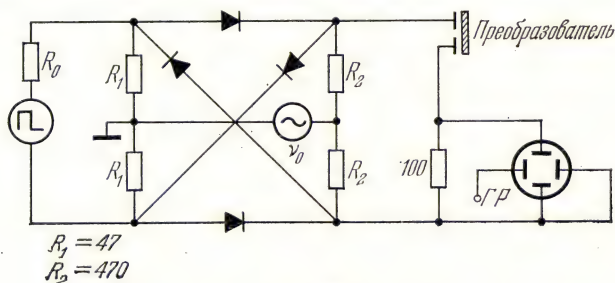 Преобразователь
R₀
R₁
R₂
ν₀
R₁
R₂
100
ГР
R₁ = 47
R₂ = 470